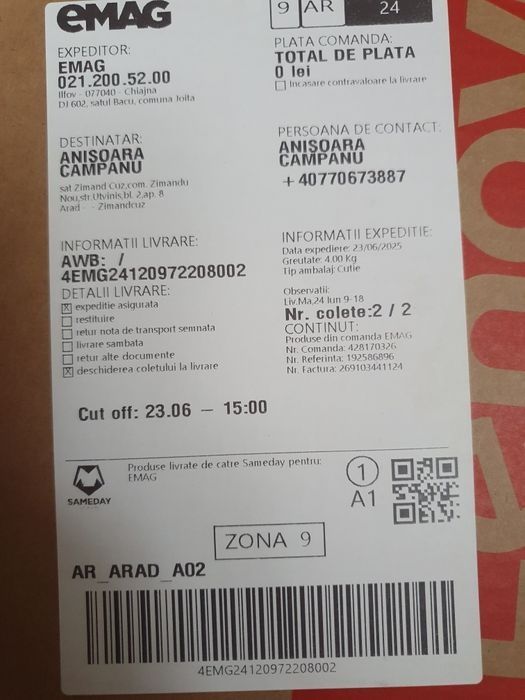 eMAG
9 AR 24
EXPEDITOR:
EMAG
021.200.52.00
Ilfov - 077040 - Chiajna
DJ 602, satul Bacu, comuna Joita
PLATA COMANDA:
TOTAL DE PLATA
0 lei
Incasare contravaloare la livrare
DESTINATAR:
ANISOARA
CAMPANU
sat Zimand Cuz,com. Zimandu
Nou,str.Utvinis,bl. 2,ap. 8
Arad - - Zimandcuz
PERSOANA DE CONTACT:
ANISOARA
CAMPANU
+40770673887
INFORMATII LIVRARE:
AWB: /
4EMG24120972208002
DETALII LIVRARE:
expeditie asigurata
restituire
retur nota de transport semnata
livrare sambata
retur alte documente
deschiderea coletului la livrare
INFORMATII EXPEDITIE:
Data expediere: 23/06/2025
Greutate: 4.00 Kg
Tip ambalaj: Cutie
Observatii:
Liv.Ma,24 Iun 9-18
Nr. colete:2 / 2
CONTINUT:
Produse din comanda EMAG
Nr. Comanda: 428170326
Nr. Referinta: 192586896
Nr. Factura: 269103441124
Cut off: 23.06 - 15:00
SAMEDAY
Produse livrate de catre Sameday pentru:
EMAG
1
A1
ZONA 9
AR_ARAD_A02
4EMG24120972208002